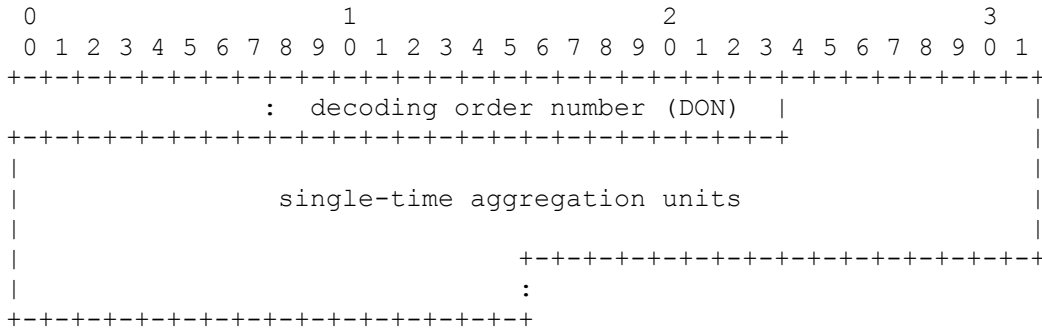 0                   1                   2                   3
 0 1 2 3 4 5 6 7 8 9 0 1 2 3 4 5 6 7 8 9 0 1 2 3 4 5 6 7 8 9 0 1
+-+-+-+-+-+-+-+-+-+-+-+-+-+-+-+-+-+-+-+-+-+-+-+-+-+-+-+-+-+-+-+-+
                :  decoding order number (DON)  |               |
+-+-+-+-+-+-+-+-+-+-+-+-+-+-+-+-+-+-+-+-+-+-+-+-+               |
|                                                               |
|                single-time aggregation units                  |
|                                                               |
|                               +-+-+-+-+-+-+-+-+-+-+-+-+-+-+-+-+
|                               :
+-+-+-+-+-+-+-+-+-+-+-+-+-+-+-+-+